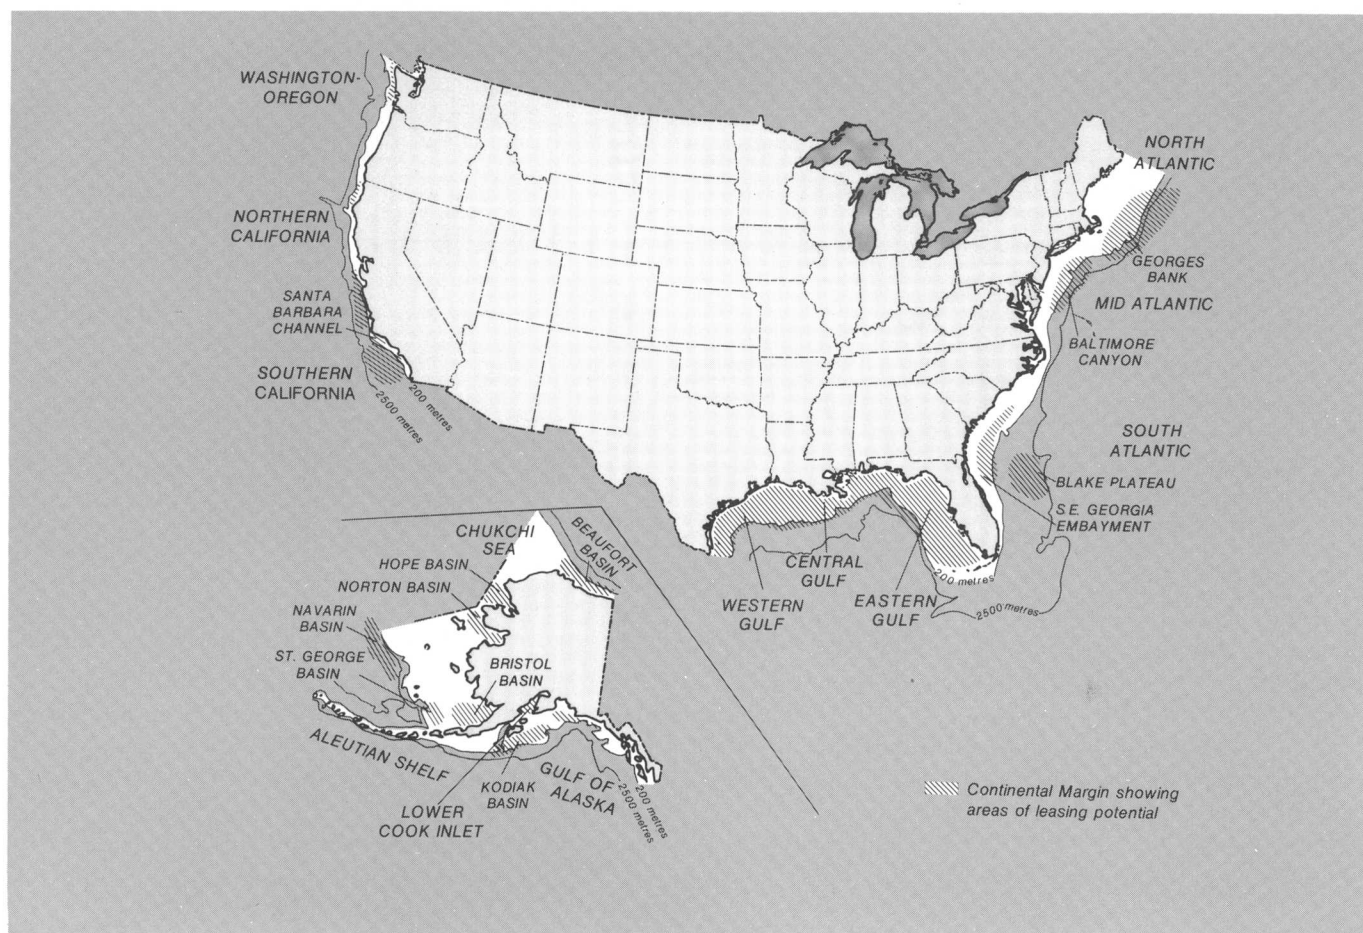 WASHINGTON-
OREGON
NORTHERN
CALIFORNIA
SANTA
BARBARA
CHANNEL
SOUTHERN
CALIFORNIA
200 metres
2500 metres
NORTH
ATLANTIC
GEORGES
BANK
MID ATLANTIC
BALTIMORE
CANYON
SOUTH
ATLANTIC
BLAKE PLATEAU
S.E. GEORGIA
EMBAYMENT
CENTRAL
GULF
WESTERN
GULF
EASTERN
GULF
200 metres
2500 metres
CHUKCHI
SEA
BEAUFORT
BASIN
HOPE BASIN
NORTON BASIN
NAVARIN
BASIN
ST. GEORGE
BASIN
BRISTOL
BASIN
ALEUTIAN SHELF
KODIAK
BASIN
GULF OF
ALASKA
LOWER
COOK INLET
200 metres
2500 metres
Continental Margin showing
areas of leasing potential